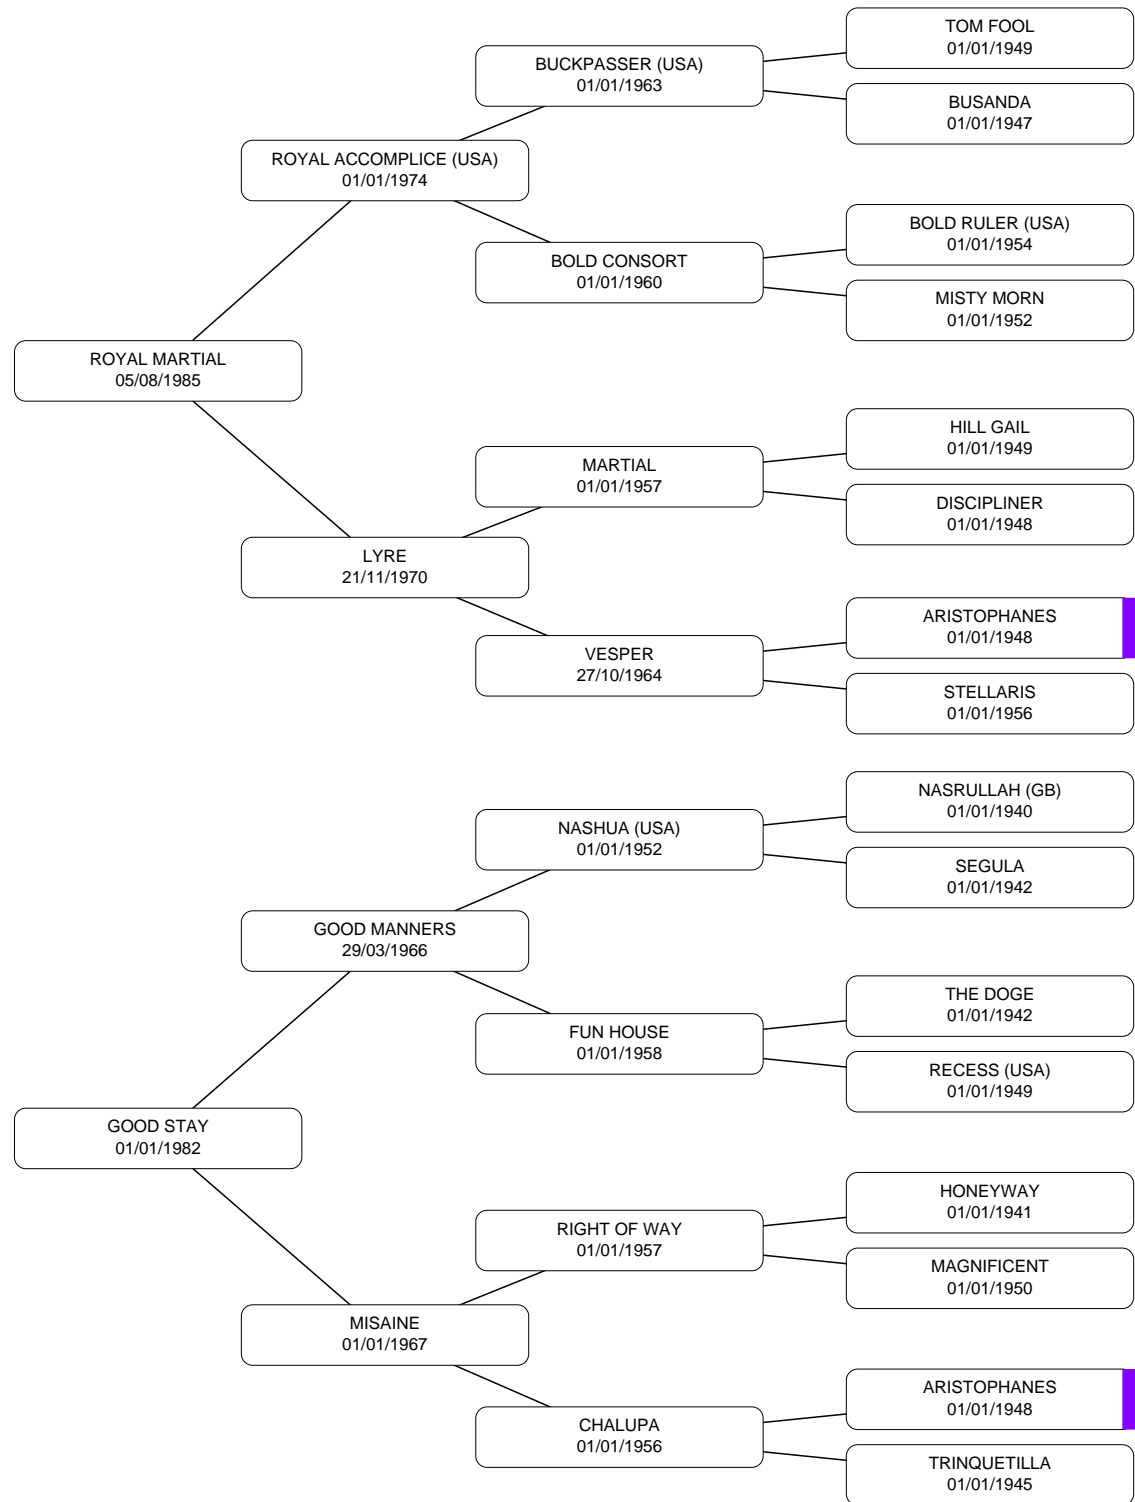 TOM FOOL
01/01/1949
BUCKPASSER (USA)
01/01/1963
BUSANDA
01/01/1947
ROYAL ACCOMPLICE (USA)
01/01/1974
BOLD RULER (USA)
01/01/1954
BOLD CONSORT
01/01/1960
MISTY MORN
01/01/1952
ROYAL MARTIAL
05/08/1985
HILL GAIL
01/01/1949
MARTIAL
01/01/1957
DISCIPLINER
01/01/1948
LYRE
21/11/1970
ARISTOPHANES
01/01/1948
VESPER
27/10/1964
STELLARIS
01/01/1956
NASRULLAH (GB)
01/01/1940
NASHUA (USA)
01/01/1952
SEGULA
01/01/1942
GOOD MANNERS
29/03/1966
THE DOGE
01/01/1942
FUN HOUSE
01/01/1958
RECESS (USA)
01/01/1949
GOOD STAY
01/01/1982
HONEYWAY
01/01/1941
RIGHT OF WAY
01/01/1957
MAGNIFICENT
01/01/1950
MISAINE
01/01/1967
ARISTOPHANES
01/01/1948
CHALUPA
01/01/1956
TRINQUETILLA
01/01/1945